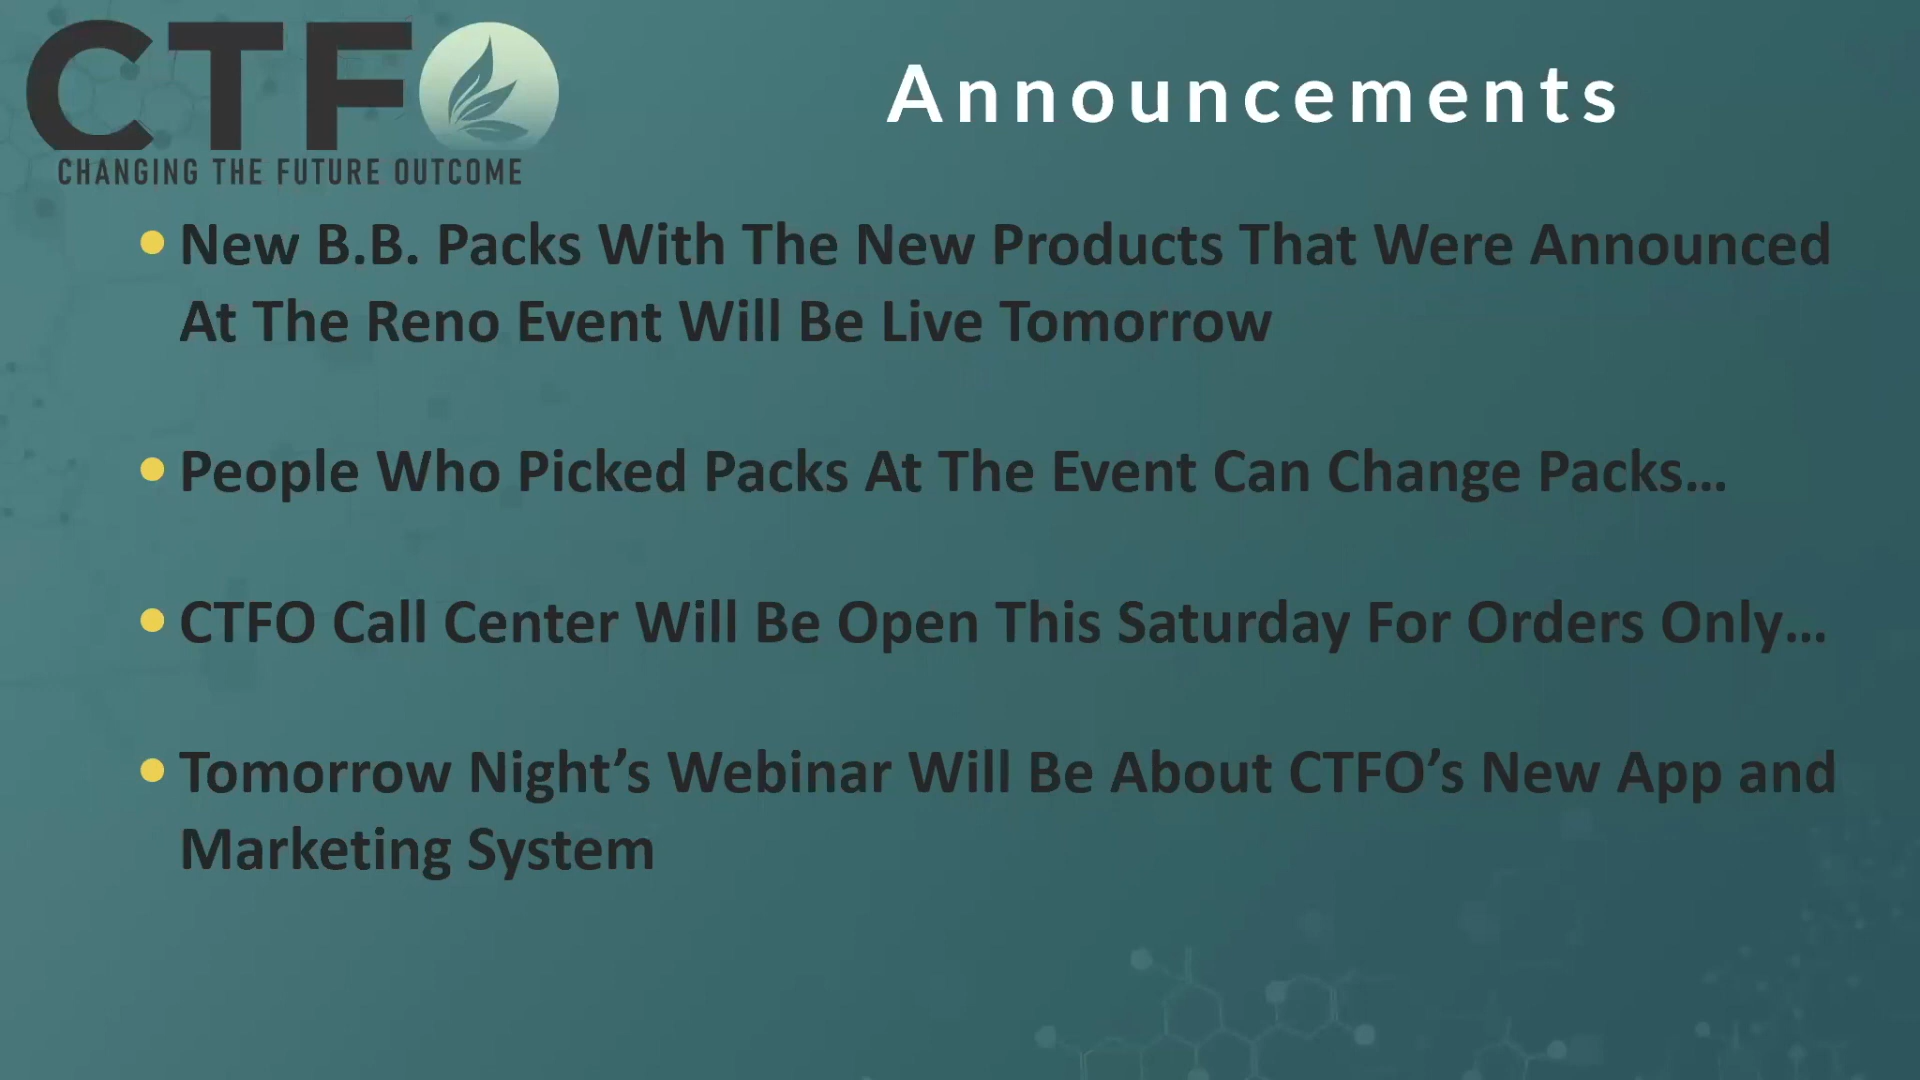 CTFO
CHANGING THE FUTURE OUTCOME
Announcements
• New B.B. Packs With The New Products That Were Announced
At The Reno Event Will Be Live Tomorrow
• People Who Picked Packs At The Event Can Change Packs...
• CTFO Call Center Will Be Open This Saturday For Orders Only...
• Tomorrow Night’s Webinar Will Be About CTFO’s New App and
Marketing System